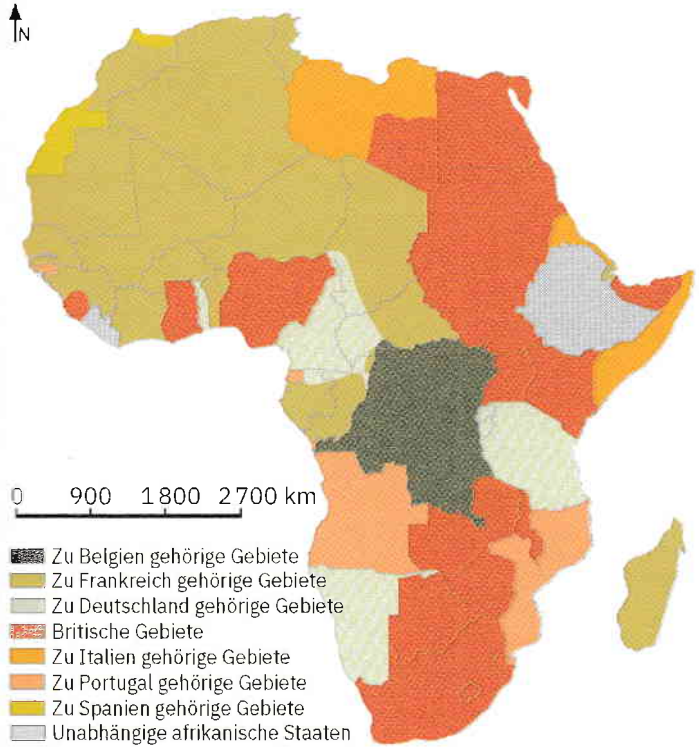 N
0 900 1800 2700 km
Zu Belgien gehörige Gebiete
Zu Frankreich gehörige Gebiete
Zu Deutschland gehörige Gebiete
Britische Gebiete
Zu Italien gehörige Gebiete
Zu Portugal gehörige Gebiete
Zu Spanien gehörige Gebiete
Unabhängige afrikanische Staaten